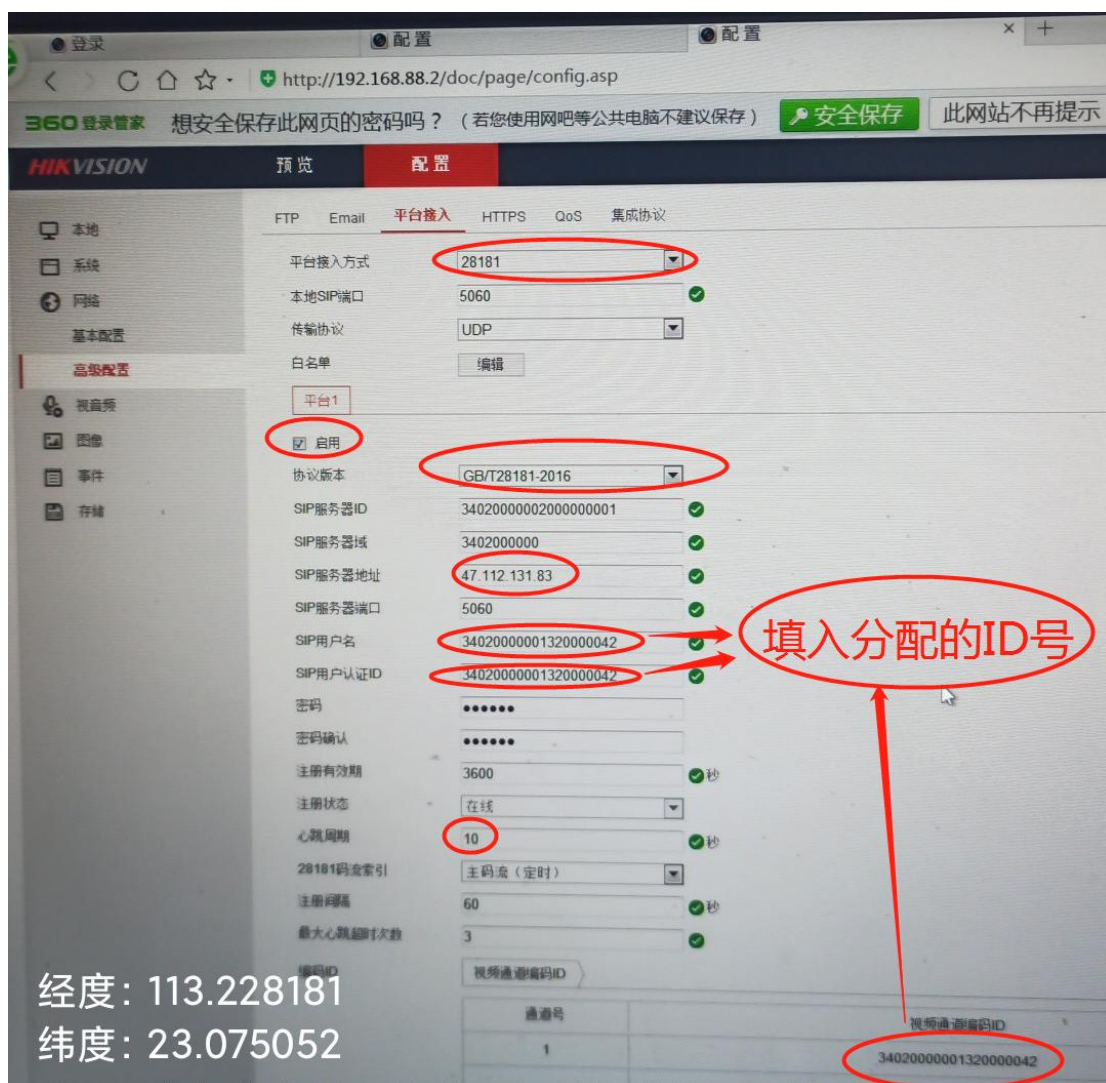 登录 配置 配置 × +
http://192.168.88.2/doc/page/config.asp
360登录管家 想安全保存此网页的密码吗？（若您使用网吧等公共电脑不建议保存） 安全保存 此网站不再提示
HIKVISION 预览 配置
FTP Email 平台接入 HTTPS QoS 集成协议
本地
系统
网络
基本配置
高级配置
视音频
图像
事件
存储
平台接入方式 28181
本地SIP端口 5060
传输协议 UDP
白名单 编辑
平台1
启用
协议版本 GB/T28181-2016
SIP服务器ID 34020000002000000001
SIP服务器域 3402000000
SIP服务器地址 47.112.131.83
SIP服务器端口 5060
SIP用户名 34020000001320000042
SIP用户认证ID 34020000001320000042
填入分配的ID号
密码 ●●●●●●
密码确认 ●●●●●●
注册有效期 3600 秒
注册状态 在线
心跳周期 10 秒
28181码流索引 主码流（定时）
注册间隔 60 秒
最大心跳超时次数 3
编码ID 视频通道编码ID
通道号 视频通道编码ID
1 34020000001320000042
经度：113.228181
纬度：23.075052